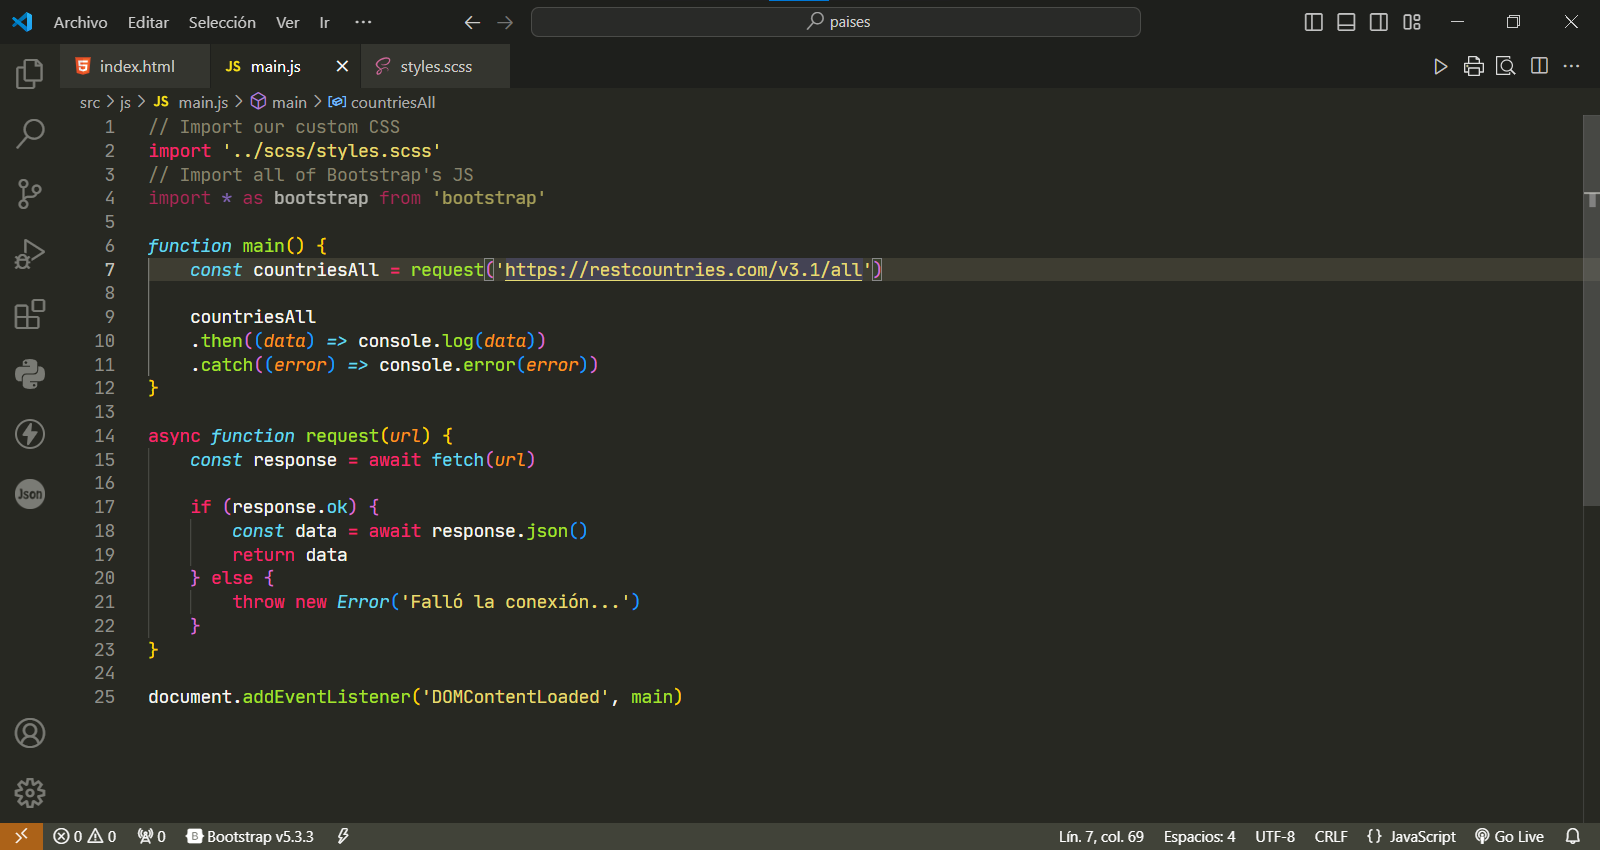 Archivo Editar Selección Ver Ir ··· paises
index.html JS main.js styles.scss
src > js > JS main.js > main > countriesAll
1 // Import our custom CSS
2 import '../scss/styles.scss'
3 // Import all of Bootstrap's JS
4 import * as bootstrap from 'bootstrap'
5
6 function main() {
7 const countriesAll = request('https://restcountries.com/v3.1/all')
8
9 countriesAll
10 .then((data) => console.log(data))
11 .catch((error) => console.error(error))
12 }
13
14 async function request(url) {
15 const response = await fetch(url)
16
17 if (response.ok) {
18 const data = await response.json()
19 return data
20 } else {
21 throw new Error('Falló la conexión...')
22 }
23 }
24
25 document.addEventListener('DOMContentLoaded', main)
Json
0 0 0 B Bootstrap v5.3.3 Lín. 7, col. 69 Espacios: 4 UTF-8 CRLF {} JavaScript Go Live